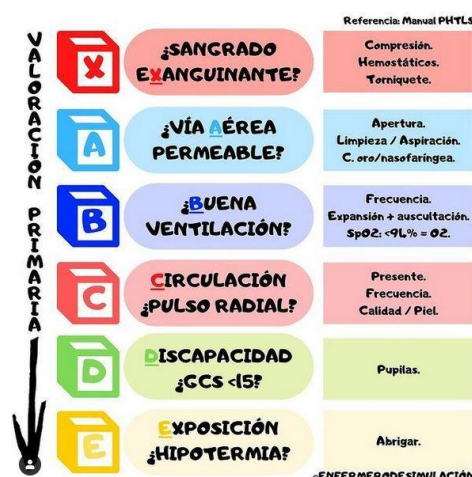 Referencia: Manual PHTLS
VALORACIÓN PRIMARIA
X
¿SANGRADO
EXANGUINANTE?
Compresión.
Hemostáticos.
Torniquete.
A
¿VÍA AÉREA
PERMEABLE?
Apertura.
Limpieza / Aspiración.
C. oro/nasofaríngea.
B
¿BUENA
VENTILACIÓN?
Frecuencia.
Expansión + auscultación.
SpO2: <94% = O2.
C
CIRCULACIÓN
¿PULSO RADIAL?
Presente.
Frecuencia.
Calidad / Piel.
D
DISCAPACIDAD
¿GCS <15?
Pupilas.
E
EXPOSICIÓN
¿HIPOTERMIA?
Abrigar.
@ENFERMERODESIMULACIÓN